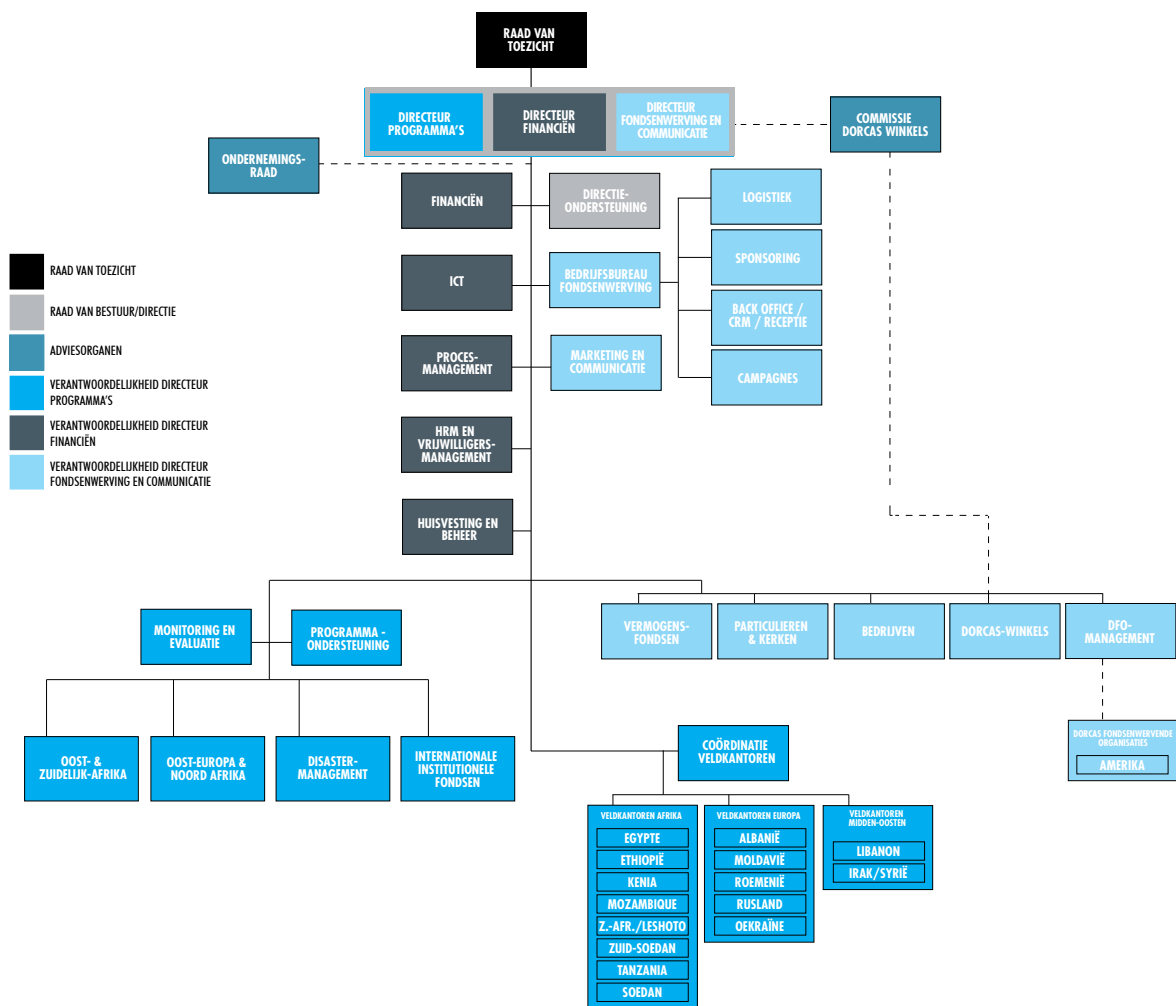 RAAD VAN
TOEZICHT
DIRECTEUR
PROGRAMMA'S
DIRECTEUR
FINANCIËN
DIRECTEUR
FONDSENWERVING EN
COMMUNICATIE
COMMISSIE
DORCAS WINKELS
ONDERNEMINGS-
RAAD
FINANCIËN
DIRECTIE-
ONDERSTEUNING
LOGISTIEK
ICT
BEDRIJFSBUREAU
FONDSENWERVING
SPONSORING
BACK OFFICE /
CRM / RECEPTIE
PROCES-
MANAGEMENT
MARKETING EN
COMMUNICATIE
CAMPAGNES
HRM EN
VRIJWILLIGERS-
MANAGEMENT
HUISVESTING EN
BEHEER
RAAD VAN TOEZICHT
RAAD VAN BESTUUR/DIRECTIE
ADVIESORGANEN
VERANTWOORDELIJKHEID DIRECTEUR
PROGRAMMA'S
VERANTWOORDELIJKHEID DIRECTEUR
FINANCIËN
VERANTWOORDELIJKHEID DIRECTEUR
FONDSENWERVING EN COMMUNICATIE
MONITORING EN
EVALUATIE
PROGRAMMA -
ONDERSTEUNING
VERMOGENS-
FONDSEN
PARTICULIEREN
& KERKEN
BEDRIJVEN
DORCAS-WINKELS
DFO-
MANAGEMENT
OOST- &
ZUIDELIJK-AFRIKA
OOST-EUROPA &
NOORD AFRIKA
DISASTER-
MANAGEMENT
INTERNATIONALE
INSTITUTIONELE
FONDSEN
COÖRDINATIE
VELDKANTOREN
DORCAS FONDSENWERVENDE
ORGANISATIES
AMERIKA
VELDKANTOREN AFRIKA
EGYPTE
ETHIOPIË
KENIA
MOZAMBIQUE
Z.-AFR./LESHOTO
ZUID-SOEDAN
TANZANIA
SOEDAN
VELDKANTOREN EUROPA
ALBANIË
MOLDAVIË
ROEMENIË
RUSLAND
OEKRAÏNE
VELDKANTOREN
MIDDEN-OOSTEN
LIBANON
IRAK/SYRIË